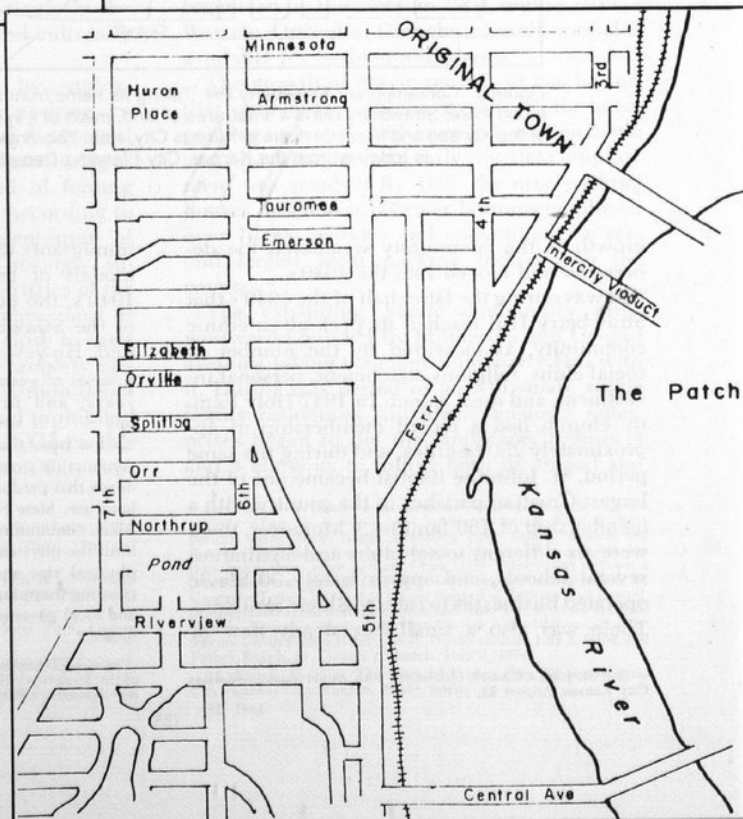 Minnesota
ORIGINAL TOWN
3rd
Huron
Place
Armstrong
Tauromee
4th
Emerson
Intercity Viaduct
Elizabeth
Orville
The Patch
Splitlog
Ferry
Orr
7th
6th
Northrup
Pond
Kansas River
5th
Riverview
Central Ave